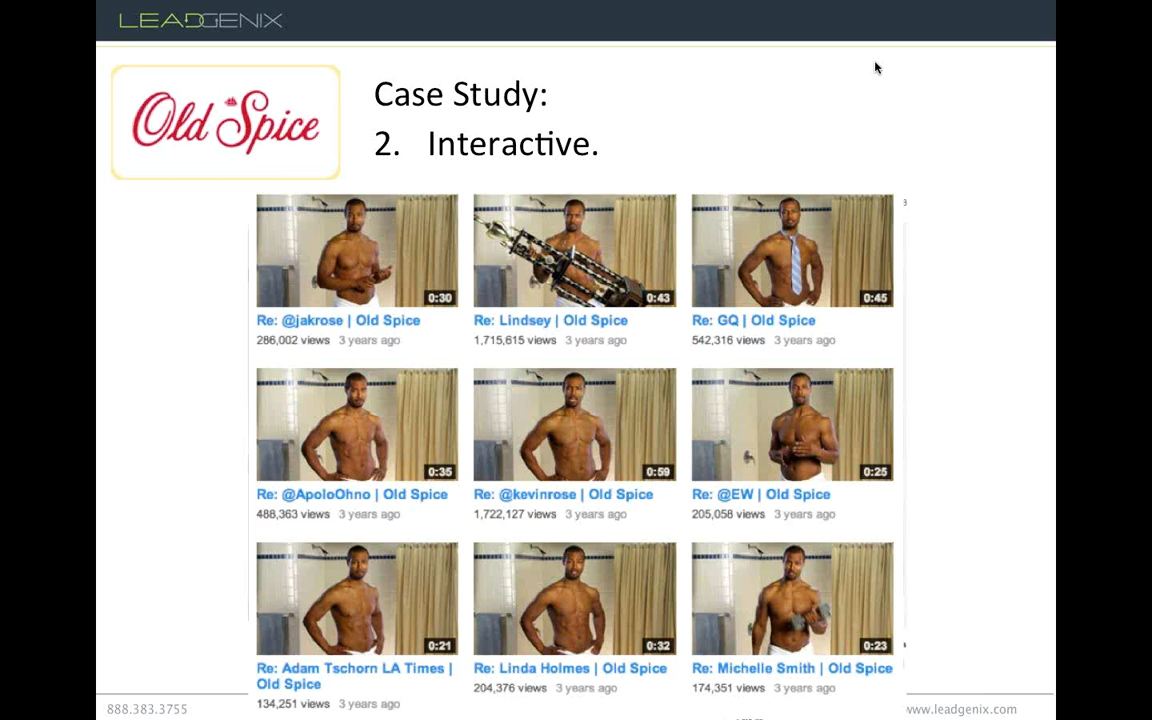 LEADGENIX
Old Spice
Case Study:
2. Interactive.
0:30
0:43
0:45
Re: @jakrose | Old Spice
Re: Lindsey | Old Spice
Re: GQ | Old Spice
286,002 views 3 years ago
1,715,615 views 3 years ago
542,316 views 3 years ago
0:35
0:59
0:25
Re: @ApoloOhno | Old Spice
Re: @kevinrose | Old Spice
Re: @EW | Old Spice
488,363 views 3 years ago
1,722,127 views 3 years ago
205,058 views 3 years ago
0:21
0:32
0:23
Re: Adam Tschorn LA Times |
Old Spice
Re: Linda Holmes | Old Spice
Re: Michelle Smith | Old Spice
134,251 views 3 years ago
204,376 views 3 years ago
174,351 views 3 years ago
888.383.3755
www.leadgenix.com